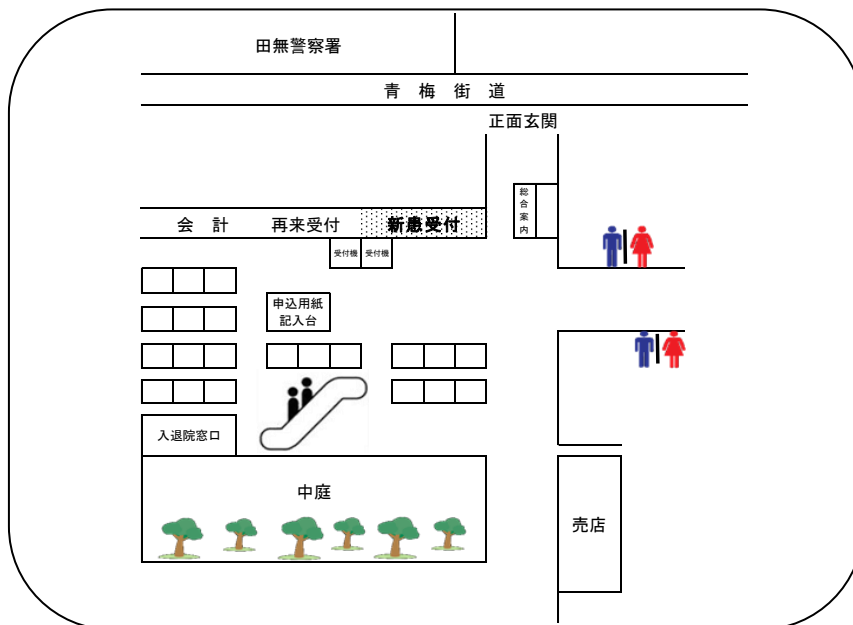 田無警察署
青梅街道
正面玄関
総合案内
会計
再来受付
新患受付
受付機
受付機
申込用紙
記入台
入退院窓口
中庭
売店